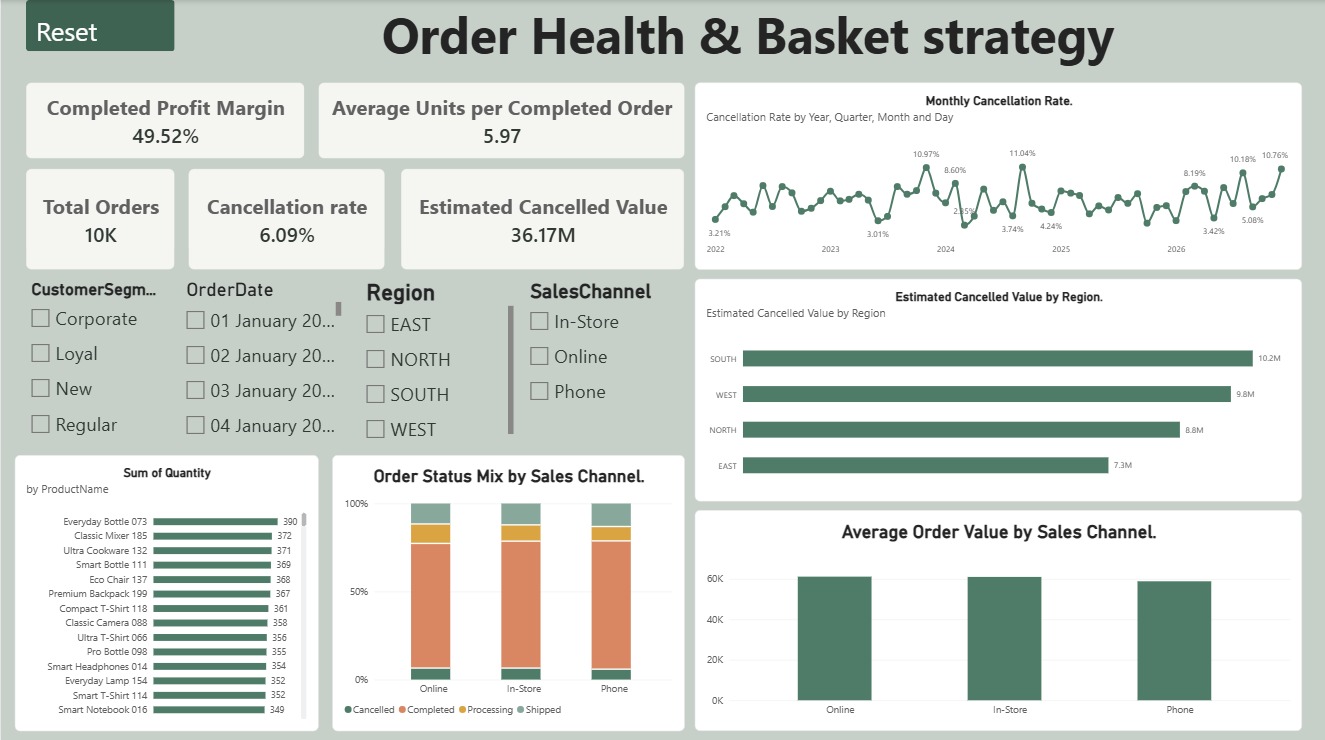 Reset
Order Health & Basket strategy
Completed Profit Margin
49.52%
Average Units per Completed Order
5.97
Total Orders
10K
Cancellation rate
6.09%
Estimated Cancelled Value
36.17M
CustomerSegm...
Corporate
Loyal
New
Regular
OrderDate
01 January 20...
02 January 20...
03 January 20...
04 January 20...
Region
EAST
NORTH
SOUTH
WEST
SalesChannel
In-Store
Online
Phone
Monthly Cancellation Rate.
Cancellation Rate by Year, Quarter, Month and Day
3.21%
3.01%
10.97%
8.60%
2.35%
3.74%
11.04%
4.24%
8.19%
3.42%
10.18%
5.08%
10.76%
2022
2023
2024
2025
2026
Estimated Cancelled Value by Region.
Estimated Cancelled Value by Region
SOUTH 10.2M
WEST 9.8M
NORTH 8.8M
EAST 7.3M
Sum of Quantity
by ProductName
Everyday Bottle 073 390
Classic Mixer 185 372
Ultra Cookware 132 371
Smart Bottle 111 369
Eco Chair 137 368
Premium Backpack 199 367
Compact T-Shirt 118 361
Classic Camera 088 358
Ultra T-Shirt 066 356
Pro Bottle 098 355
Smart Headphones 014 354
Everyday Lamp 154 352
Smart T-Shirt 114 352
Smart Notebook 016 349
Order Status Mix by Sales Channel.
100%
50%
0%
Online
In-Store
Phone
Cancelled Completed Processing Shipped
Average Order Value by Sales Channel.
60K
40K
20K
0K
Online
In-Store
Phone